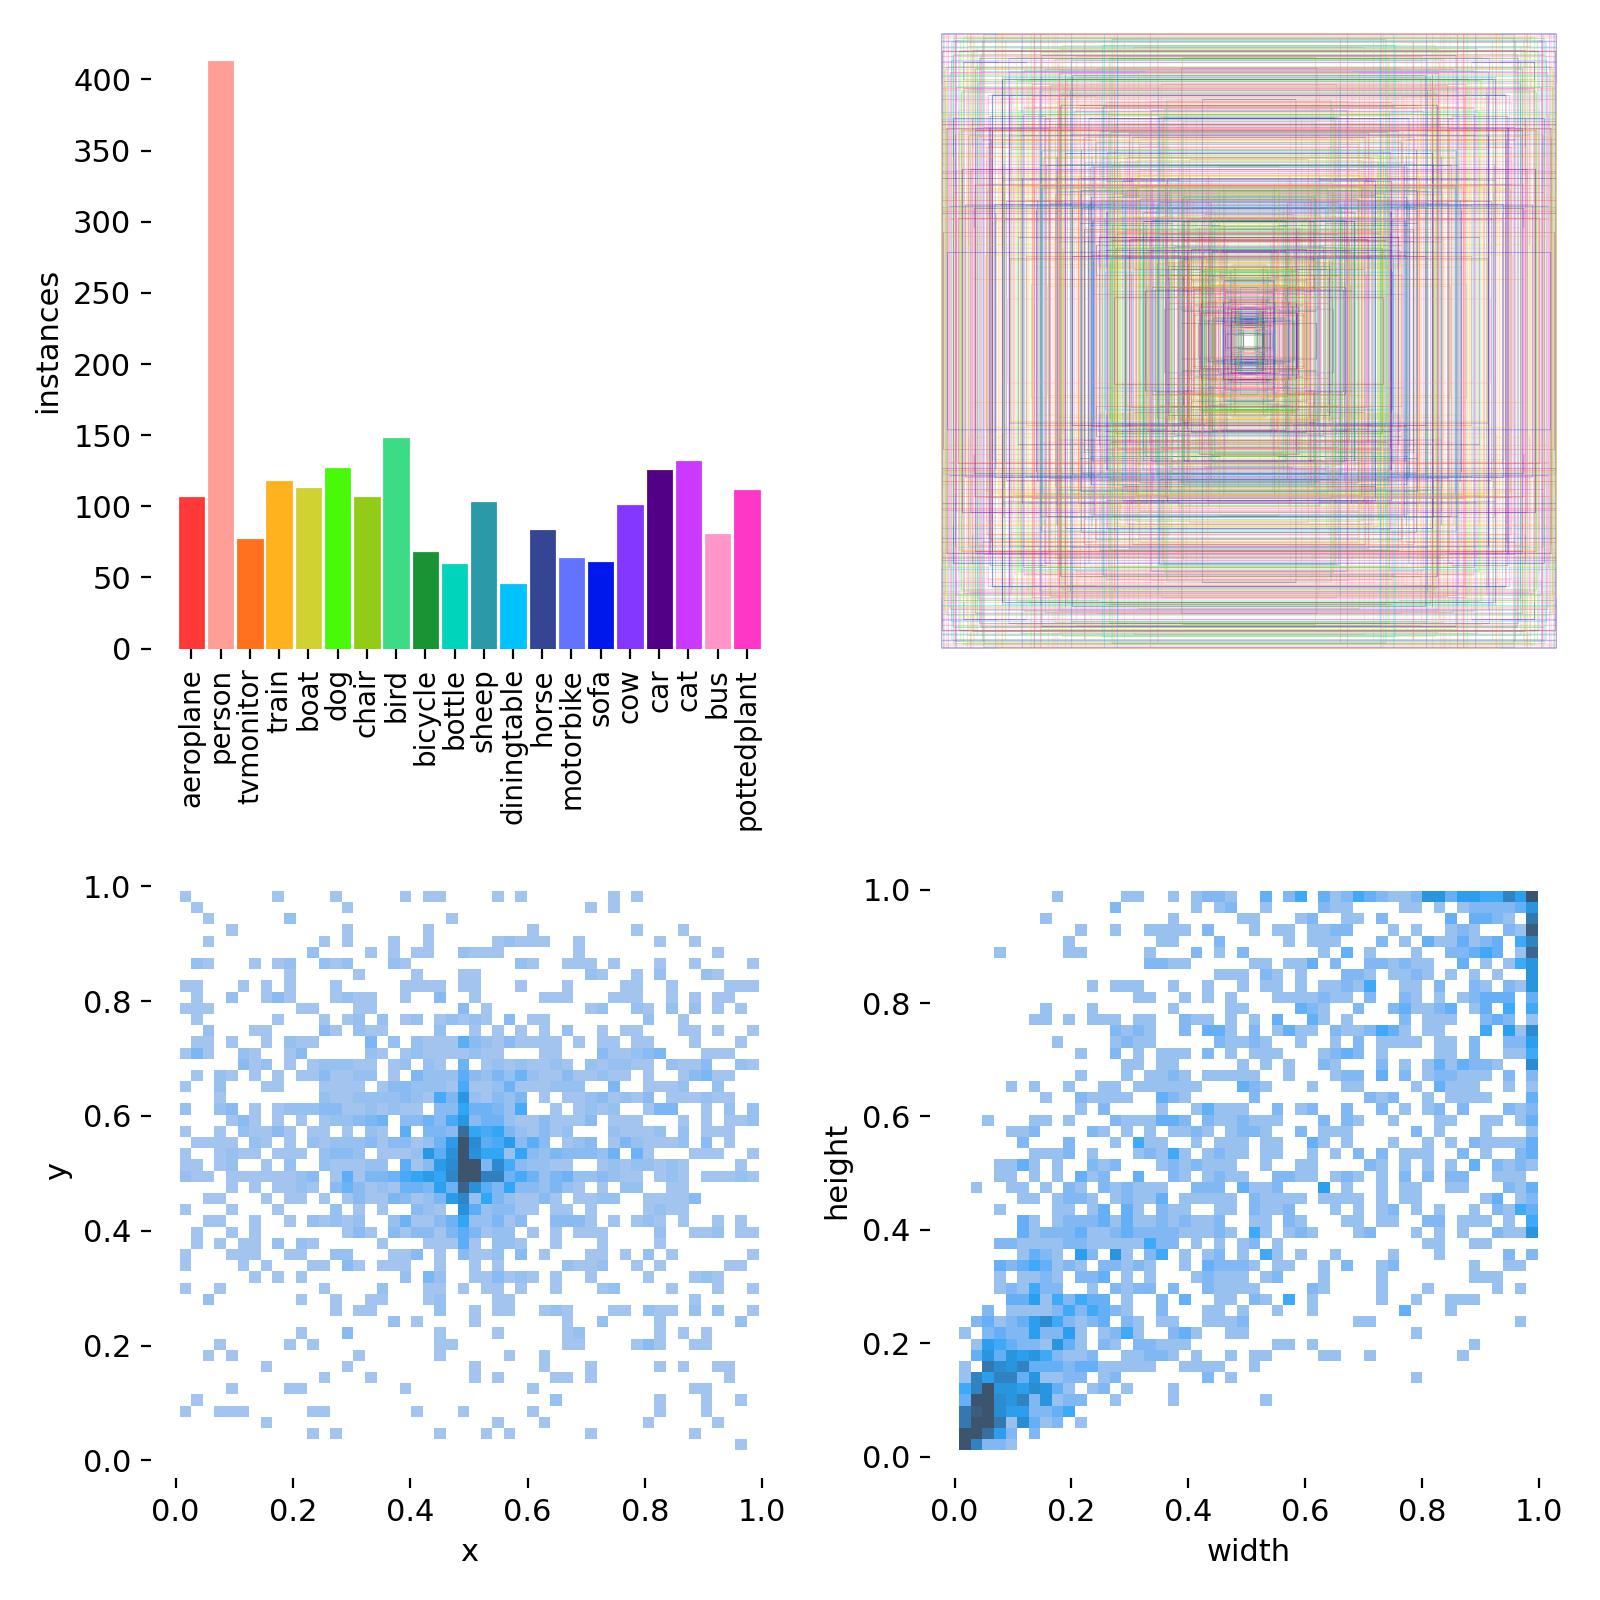 instances
400
350
300
250
200
150
100
50
0
aeroplane
person
tvmonitor
train
boat
dog
chair
bird
bicycle
bottle
sheep
diningtable
horse
motorbike
sofa
cow
car
cat
bus
pottedplant
y
1.0
0.8
0.6
0.4
0.2
0.0
0.0 0.2 0.4 0.6 0.8 1.0
x
height
1.0
0.8
0.6
0.4
0.2
0.0
0.0 0.2 0.4 0.6 0.8 1.0
width